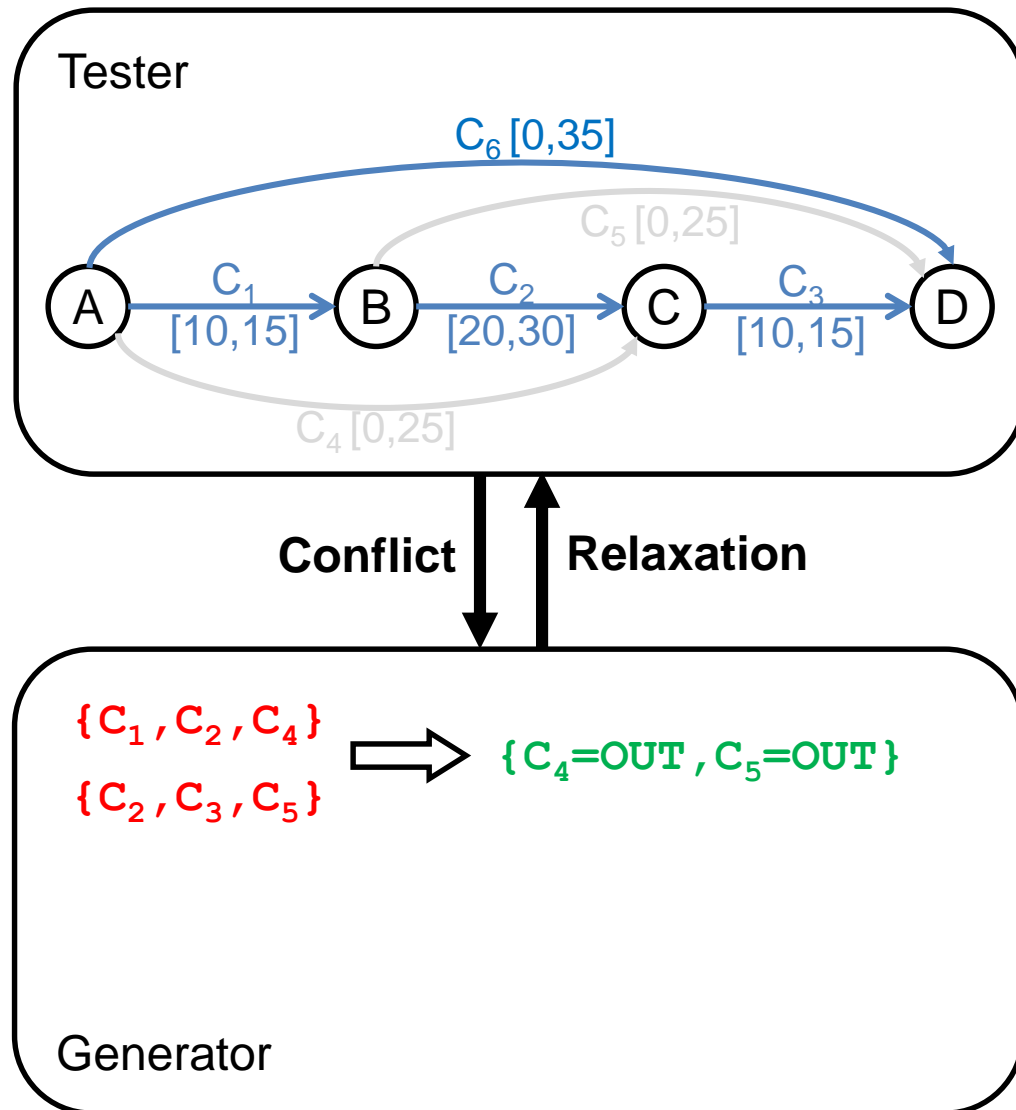 Tester
C₆ [0,35]
C₅ [0,25]
A C₁ B C₂ C C₃ D
[10,15] [20,30] [10,15]
C₄ [0,25]
Conflict Relaxation
{C₁,C₂,C₄}
{C₄=OUT,C₅=OUT}
{C₂,C₃,C₅}
Generator